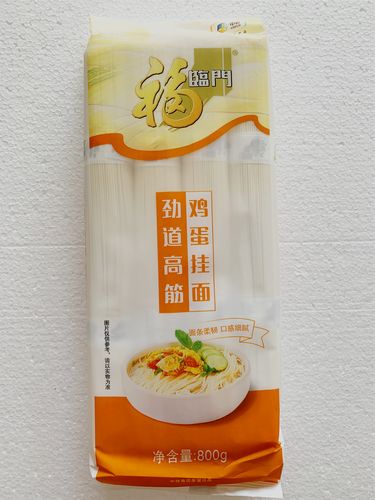 福臨門
®
劲道高筋
鸡蛋挂面
面条柔韧 口感细腻
图片仅供参考,
请以实物为准
净含量:800g